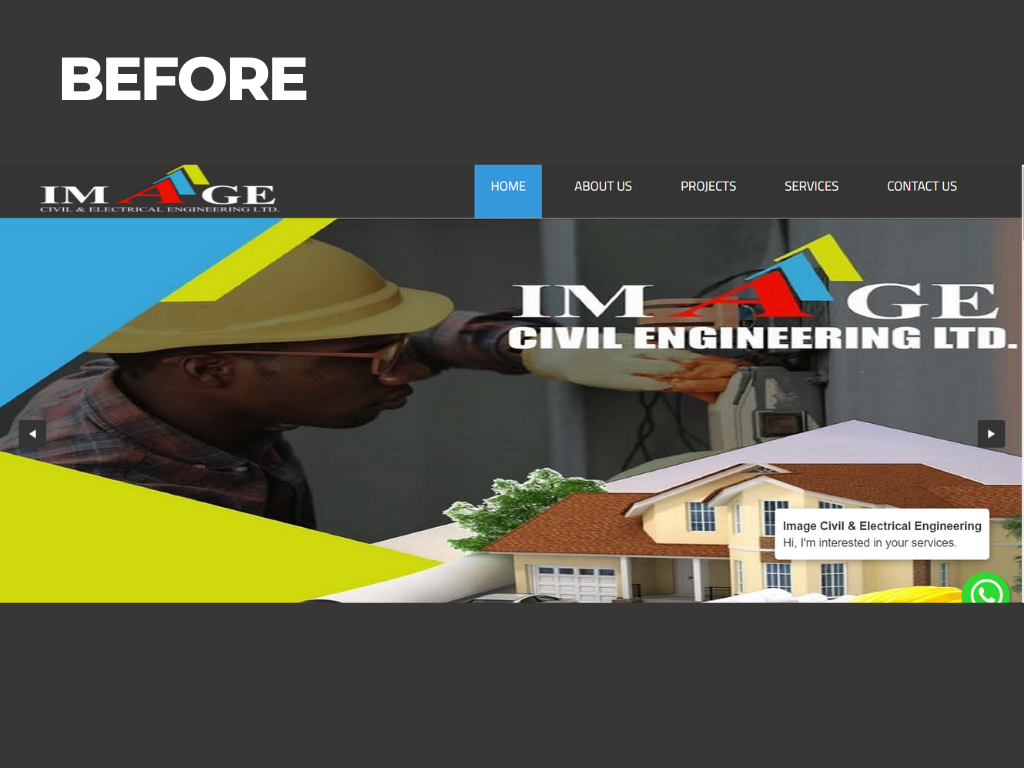 BEFORE
IMAGE
CIVIL & ELECTRICAL ENGINEERING LTD.
HOME ABOUT US PROJECTS SERVICES CONTACT US
IMAGE
CIVIL ENGINEERING LTD.
Image Civil & Electrical Engineering
Hi, I'm interested in your services.